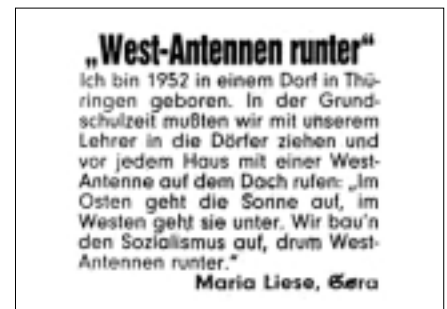 „West-Antennen runter“
Ich bin 1952 in einem Dorf in Thü-
ringen geboren. In der Grund-
schulzeit mußten wir mit unserem
Lehrer in die Dörfer ziehen und
vor jedem Haus mit einer West-
Antenne auf dem Dach rufen: „Im
Osten geht die Sonne auf, im
Westen geht sie unter. Wir bau'n
den Sozialismus auf, drum West-
Antennen runter.“
Maria Liese, Gera